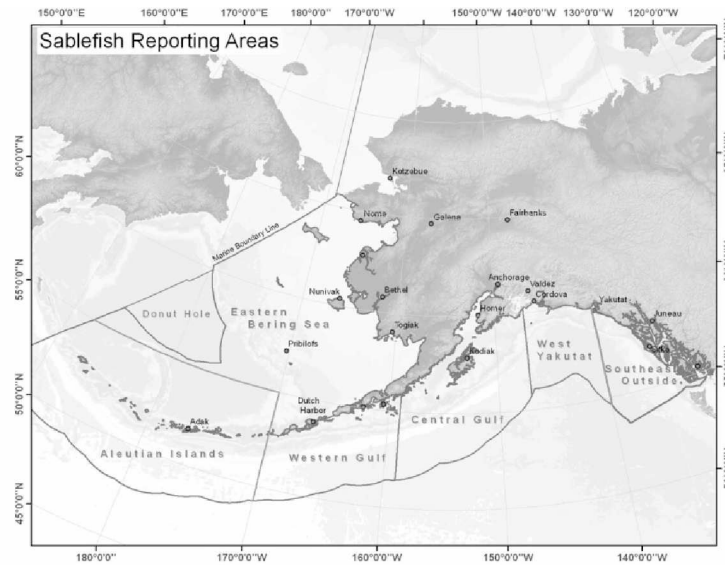 150°0'0"E
160°0'0"E
170°0'0"E
180°0'0"
170°0'0"W
150°0'0"W
140°0'0"W
130°0'0"W
120°0'0"W
Sablefish Reporting Areas
60°0'0"N
55°0'0"N
50°0'0"N
45°0'0"N
Kotzebue
Nome
Galena
Fairbanks
Marine Boundary Line
Anchorage
Valdez
Cordova
Yakutat
Juneau
Nunivak
Bethel
Homer
Donut Hole
Eastern
Bering Sea
Togiak
Kodiak
West
Yakutat
Sitka
Southeast
Outside
Pribilofs
Dutch
Harbor
Central Gulf
Adak
Aleutian Islands
Western Gulf
180°0'0"
170°0'0"W
160°0'0"W
150°0'0"W
140°0'0"W